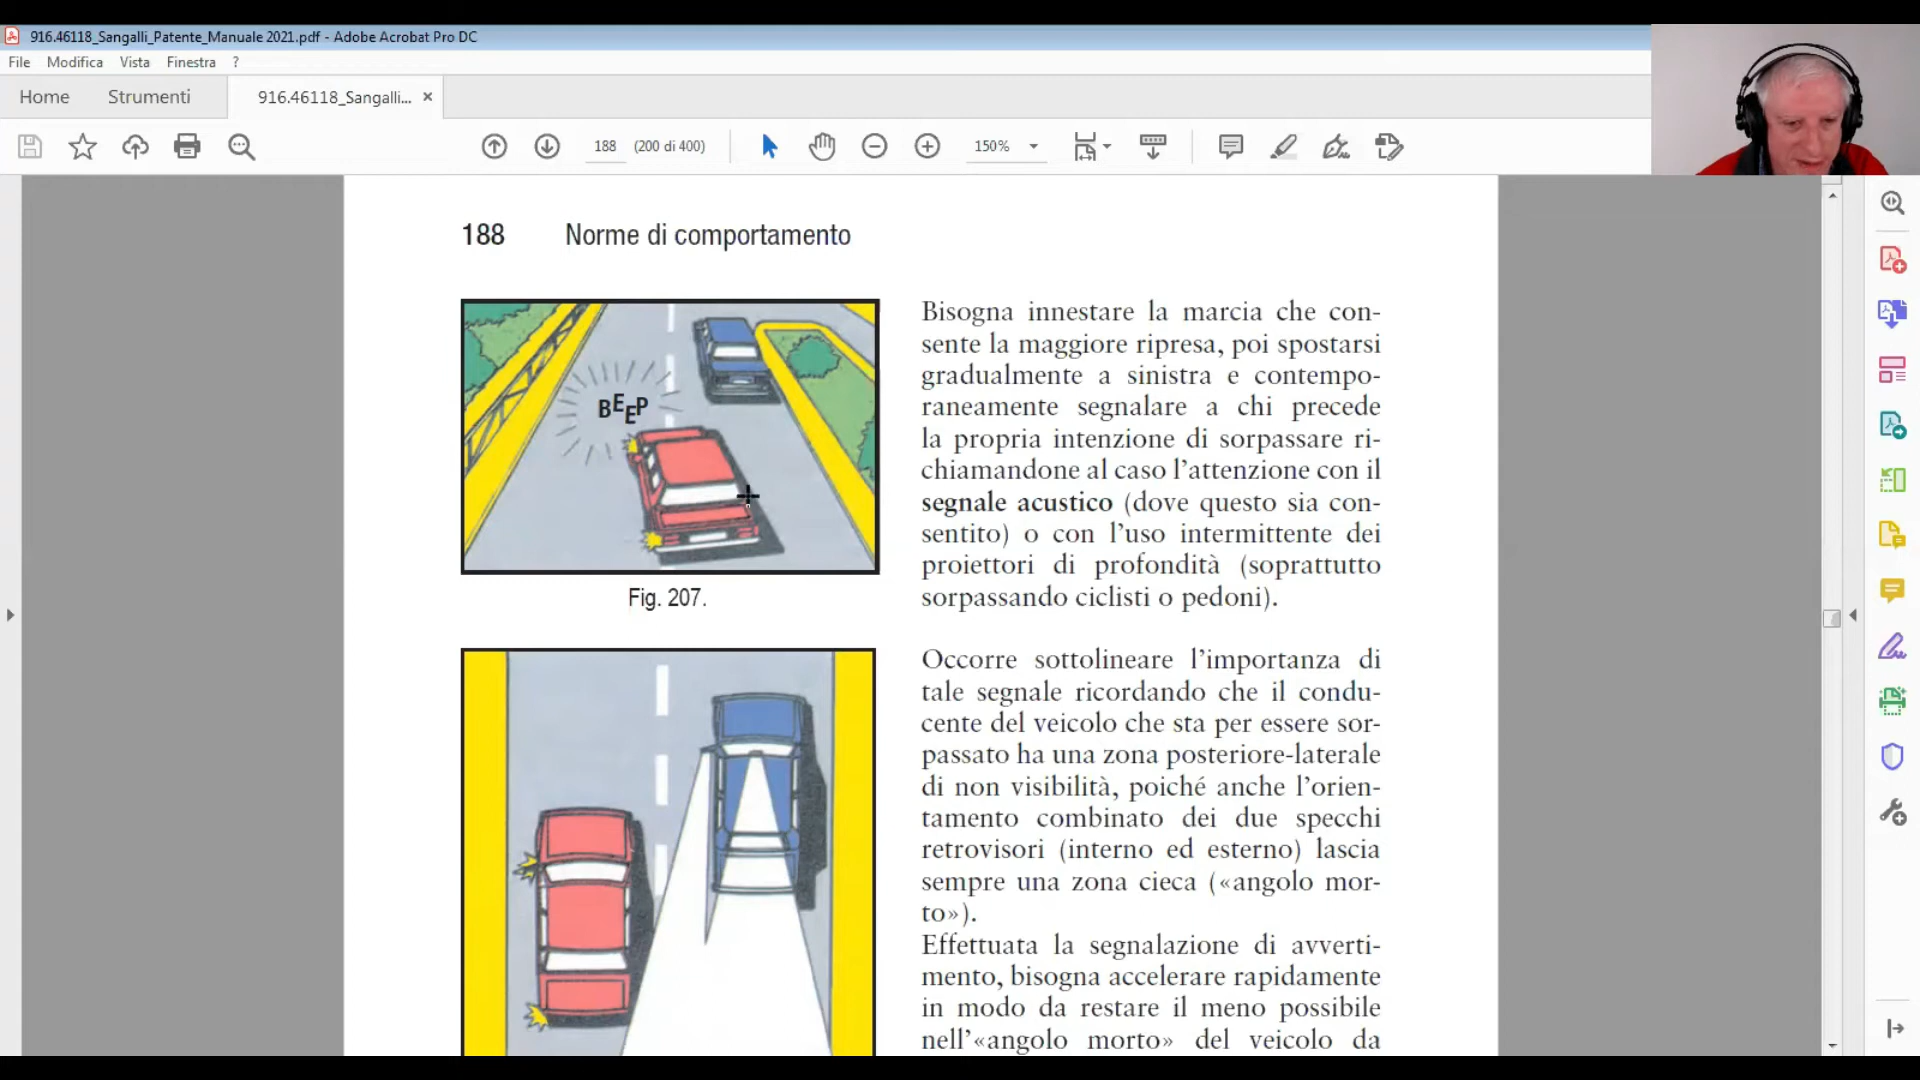 916.46118_Sangalli_Patente_Manuale 2021.pdf - Adobe Acrobat Pro DC
File Modifica Vista Finestra ?
Home Strumenti 916.46118_Sangalli... ×
188 (200 di 400) 150%
188 Norme di comportamento
BEEP
Fig. 207.
Bisogna innestare la marcia che con-
sente la maggiore ripresa, poi spostarsi
gradualmente a sinistra e contempo-
raneamente segnalare a chi precede
la propria intenzione di sorpassare ri-
chiamandone al caso l'attenzione con il
segnale acustico (dove questo sia con-
sentito) o con l'uso intermittente dei
proiettori di profondità (soprattutto
sorpassando ciclisti o pedoni).
Occorre sottolineare l'importanza di
tale segnale ricordando che il condu-
cente del veicolo che sta per essere sor-
passato ha una zona posteriore-laterale
di non visibilità, poiché anche l'orien-
tamento combinato dei due specchi
retrovisori (interno ed esterno) lascia
sempre una zona cieca («angolo mor-
to»).
Effettuata la segnalazione di avverti-
mento, bisogna accelerare rapidamente
in modo da restare il meno possibile
nell'«angolo morto» del veicolo da